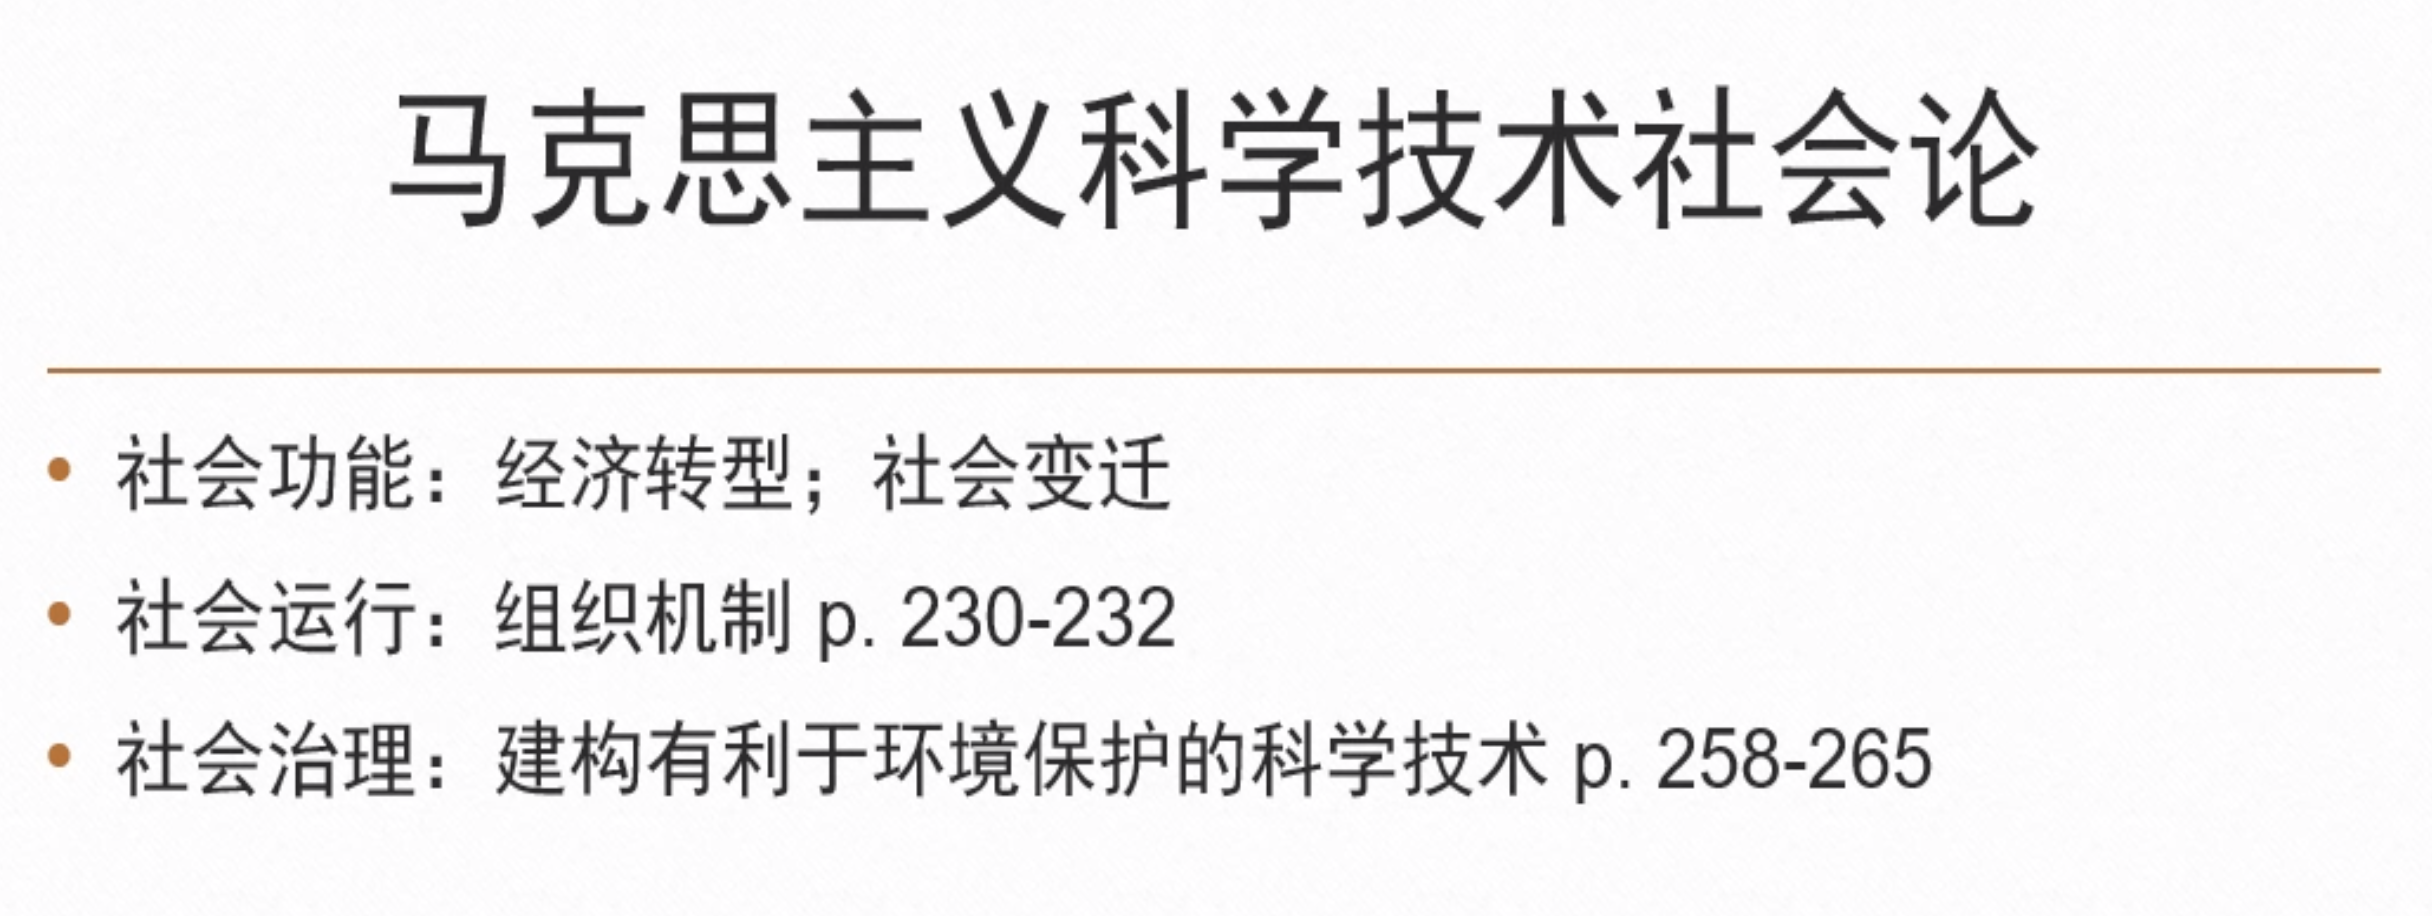 马克思主义科学技术社会论
• 社会功能：经济转型；社会变迁
• 社会运行：组织机制 p. 230-232
• 社会治理：建构有利于环境保护的科学技术 p. 258-265